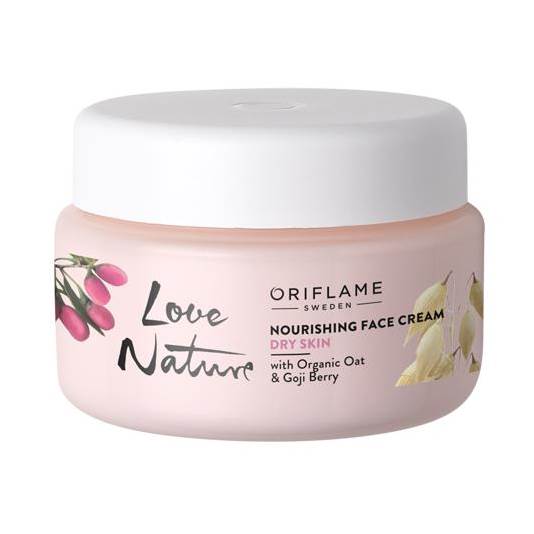 Love
Nature
ORIFLAME
SWEDEN
NOURISHING FACE CREAM
DRY SKIN
with Organic Oat
& Goji Berry